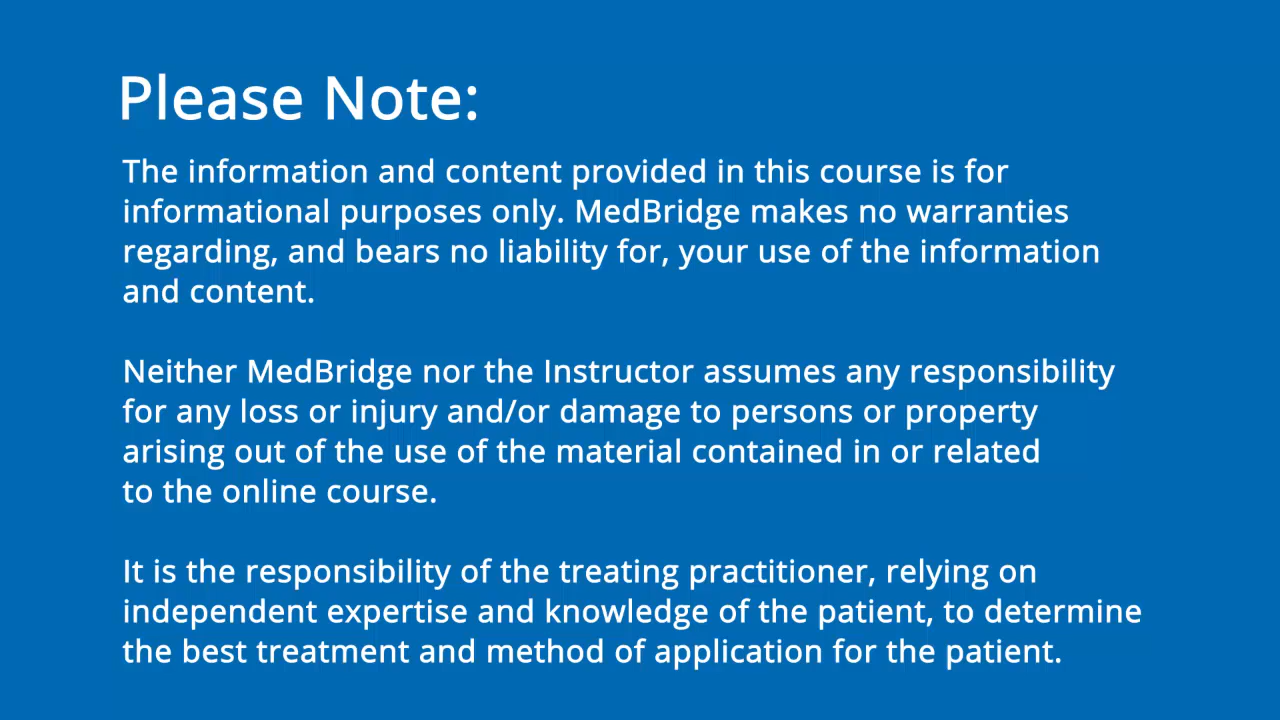 Please Note:
The information and content provided in this course is for
informational purposes only. MedBridge makes no warranties
regarding, and bears no liability for, your use of the information
and content.
Neither MedBridge nor the Instructor assumes any responsibility
for any loss or injury and/or damage to persons or property
arising out of the use of the material contained in or related
to the online course.
It is the responsibility of the treating practitioner, relying on
independent expertise and knowledge of the patient, to determine
the best treatment and method of application for the patient.